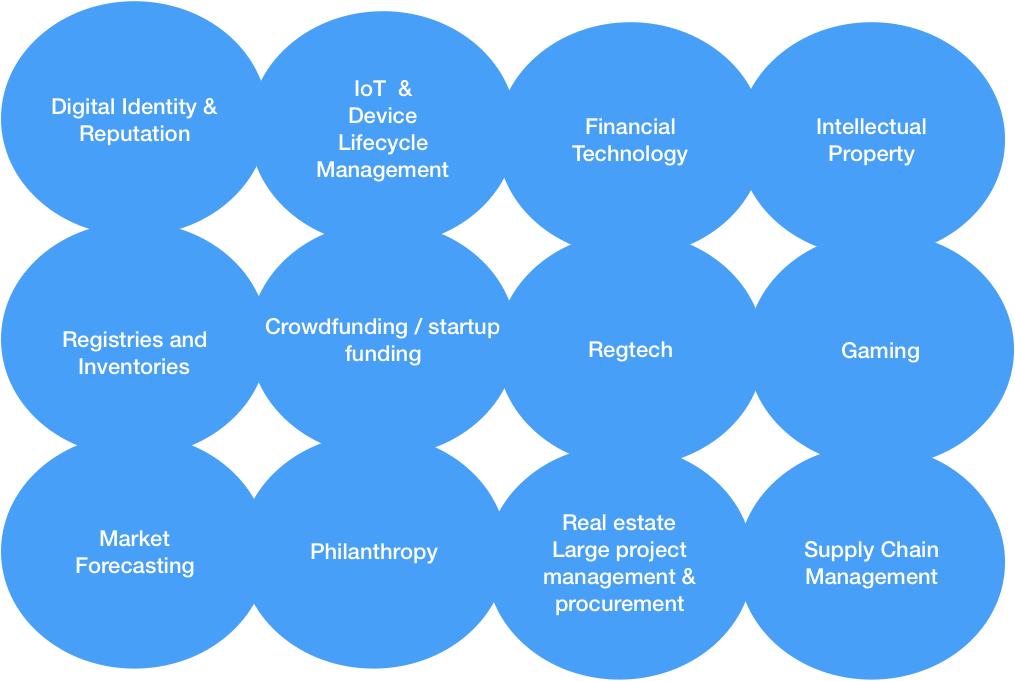 Digital Identity &
Reputation
IoT  &
Device
Lifecycle
Management
Financial
Technology
Intellectual
Property
Registries and
Inventories
Crowdfunding / startup
funding
Regtech
Gaming
Market
Forecasting
Philanthropy
Real estate
Large project
management &
procurement
Supply Chain
Management